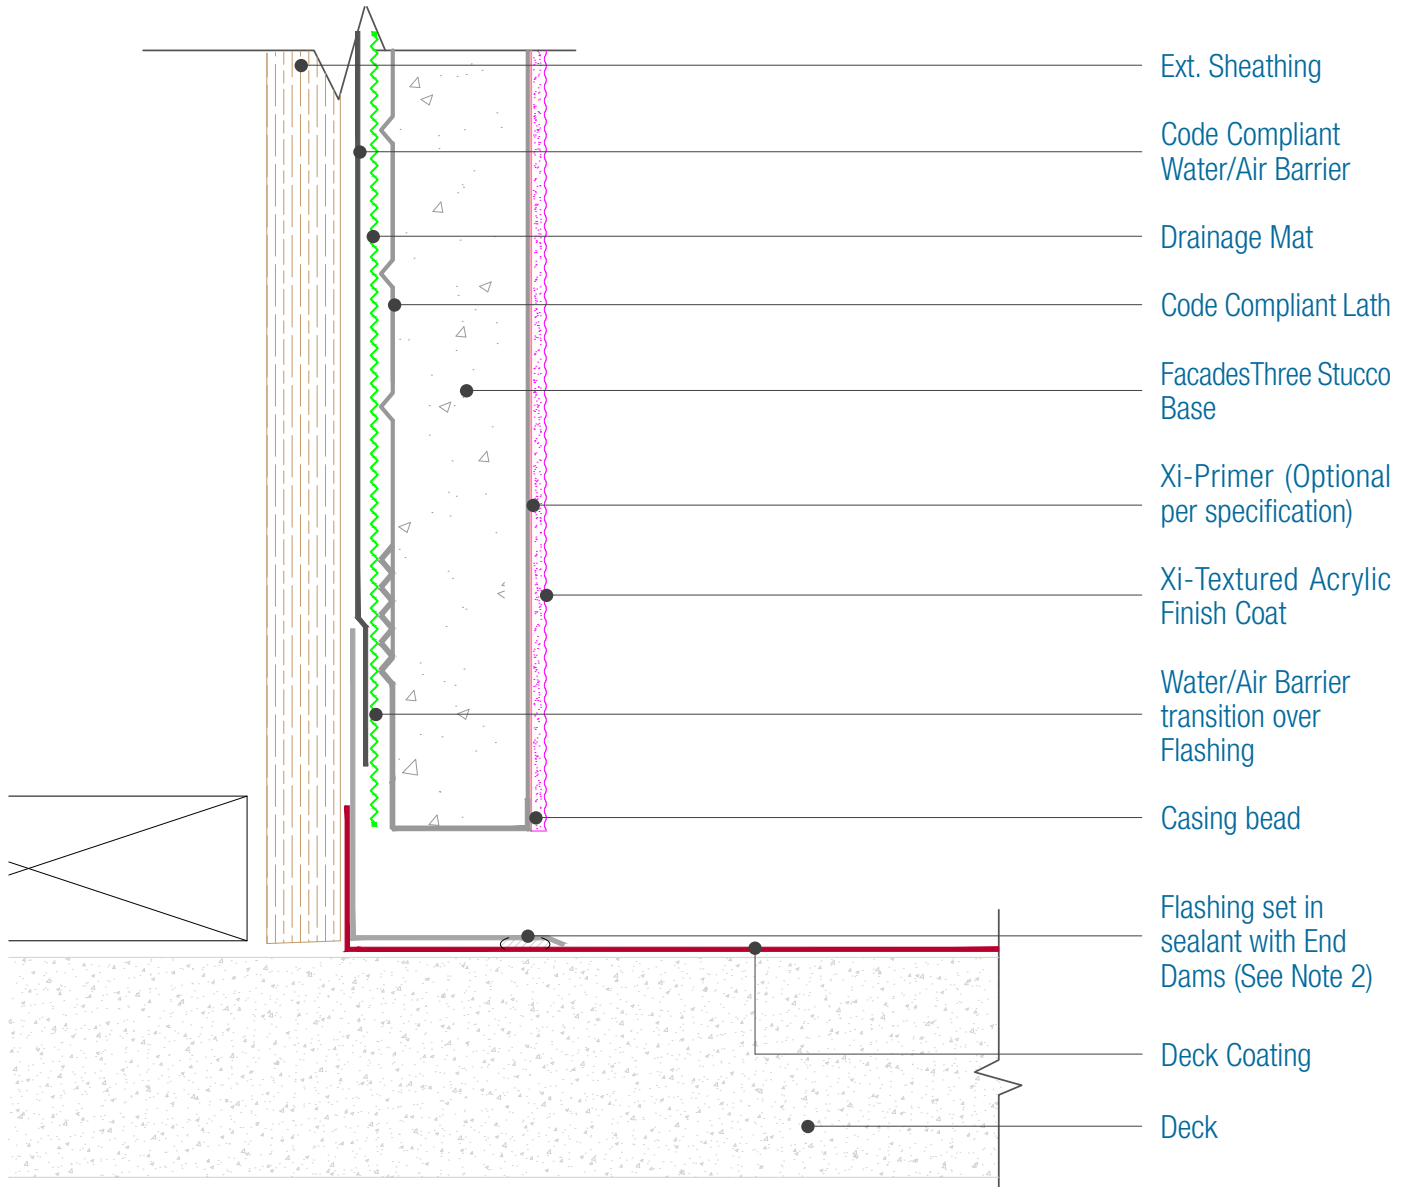 Ext. Sheathing
Code Compliant
Water/Air Barrier
Drainage Mat
Code Compliant Lath
FacadesThree Stucco
Base
Xi-Primer (Optional
per specification)
Xi-Textured Acrylic
Finish Coat
Water/Air Barrier
transition over
Flashing
Casing bead
Flashing set in
sealant with End
Dams (See Note 2)
Deck Coating
Deck